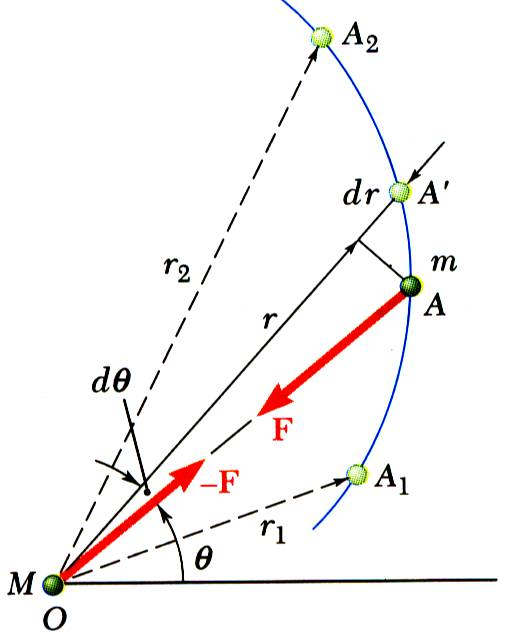 A₂
dr
A′
r₂
m
A
r
dθ
F
–F
A₁
r₁
θ
M
O